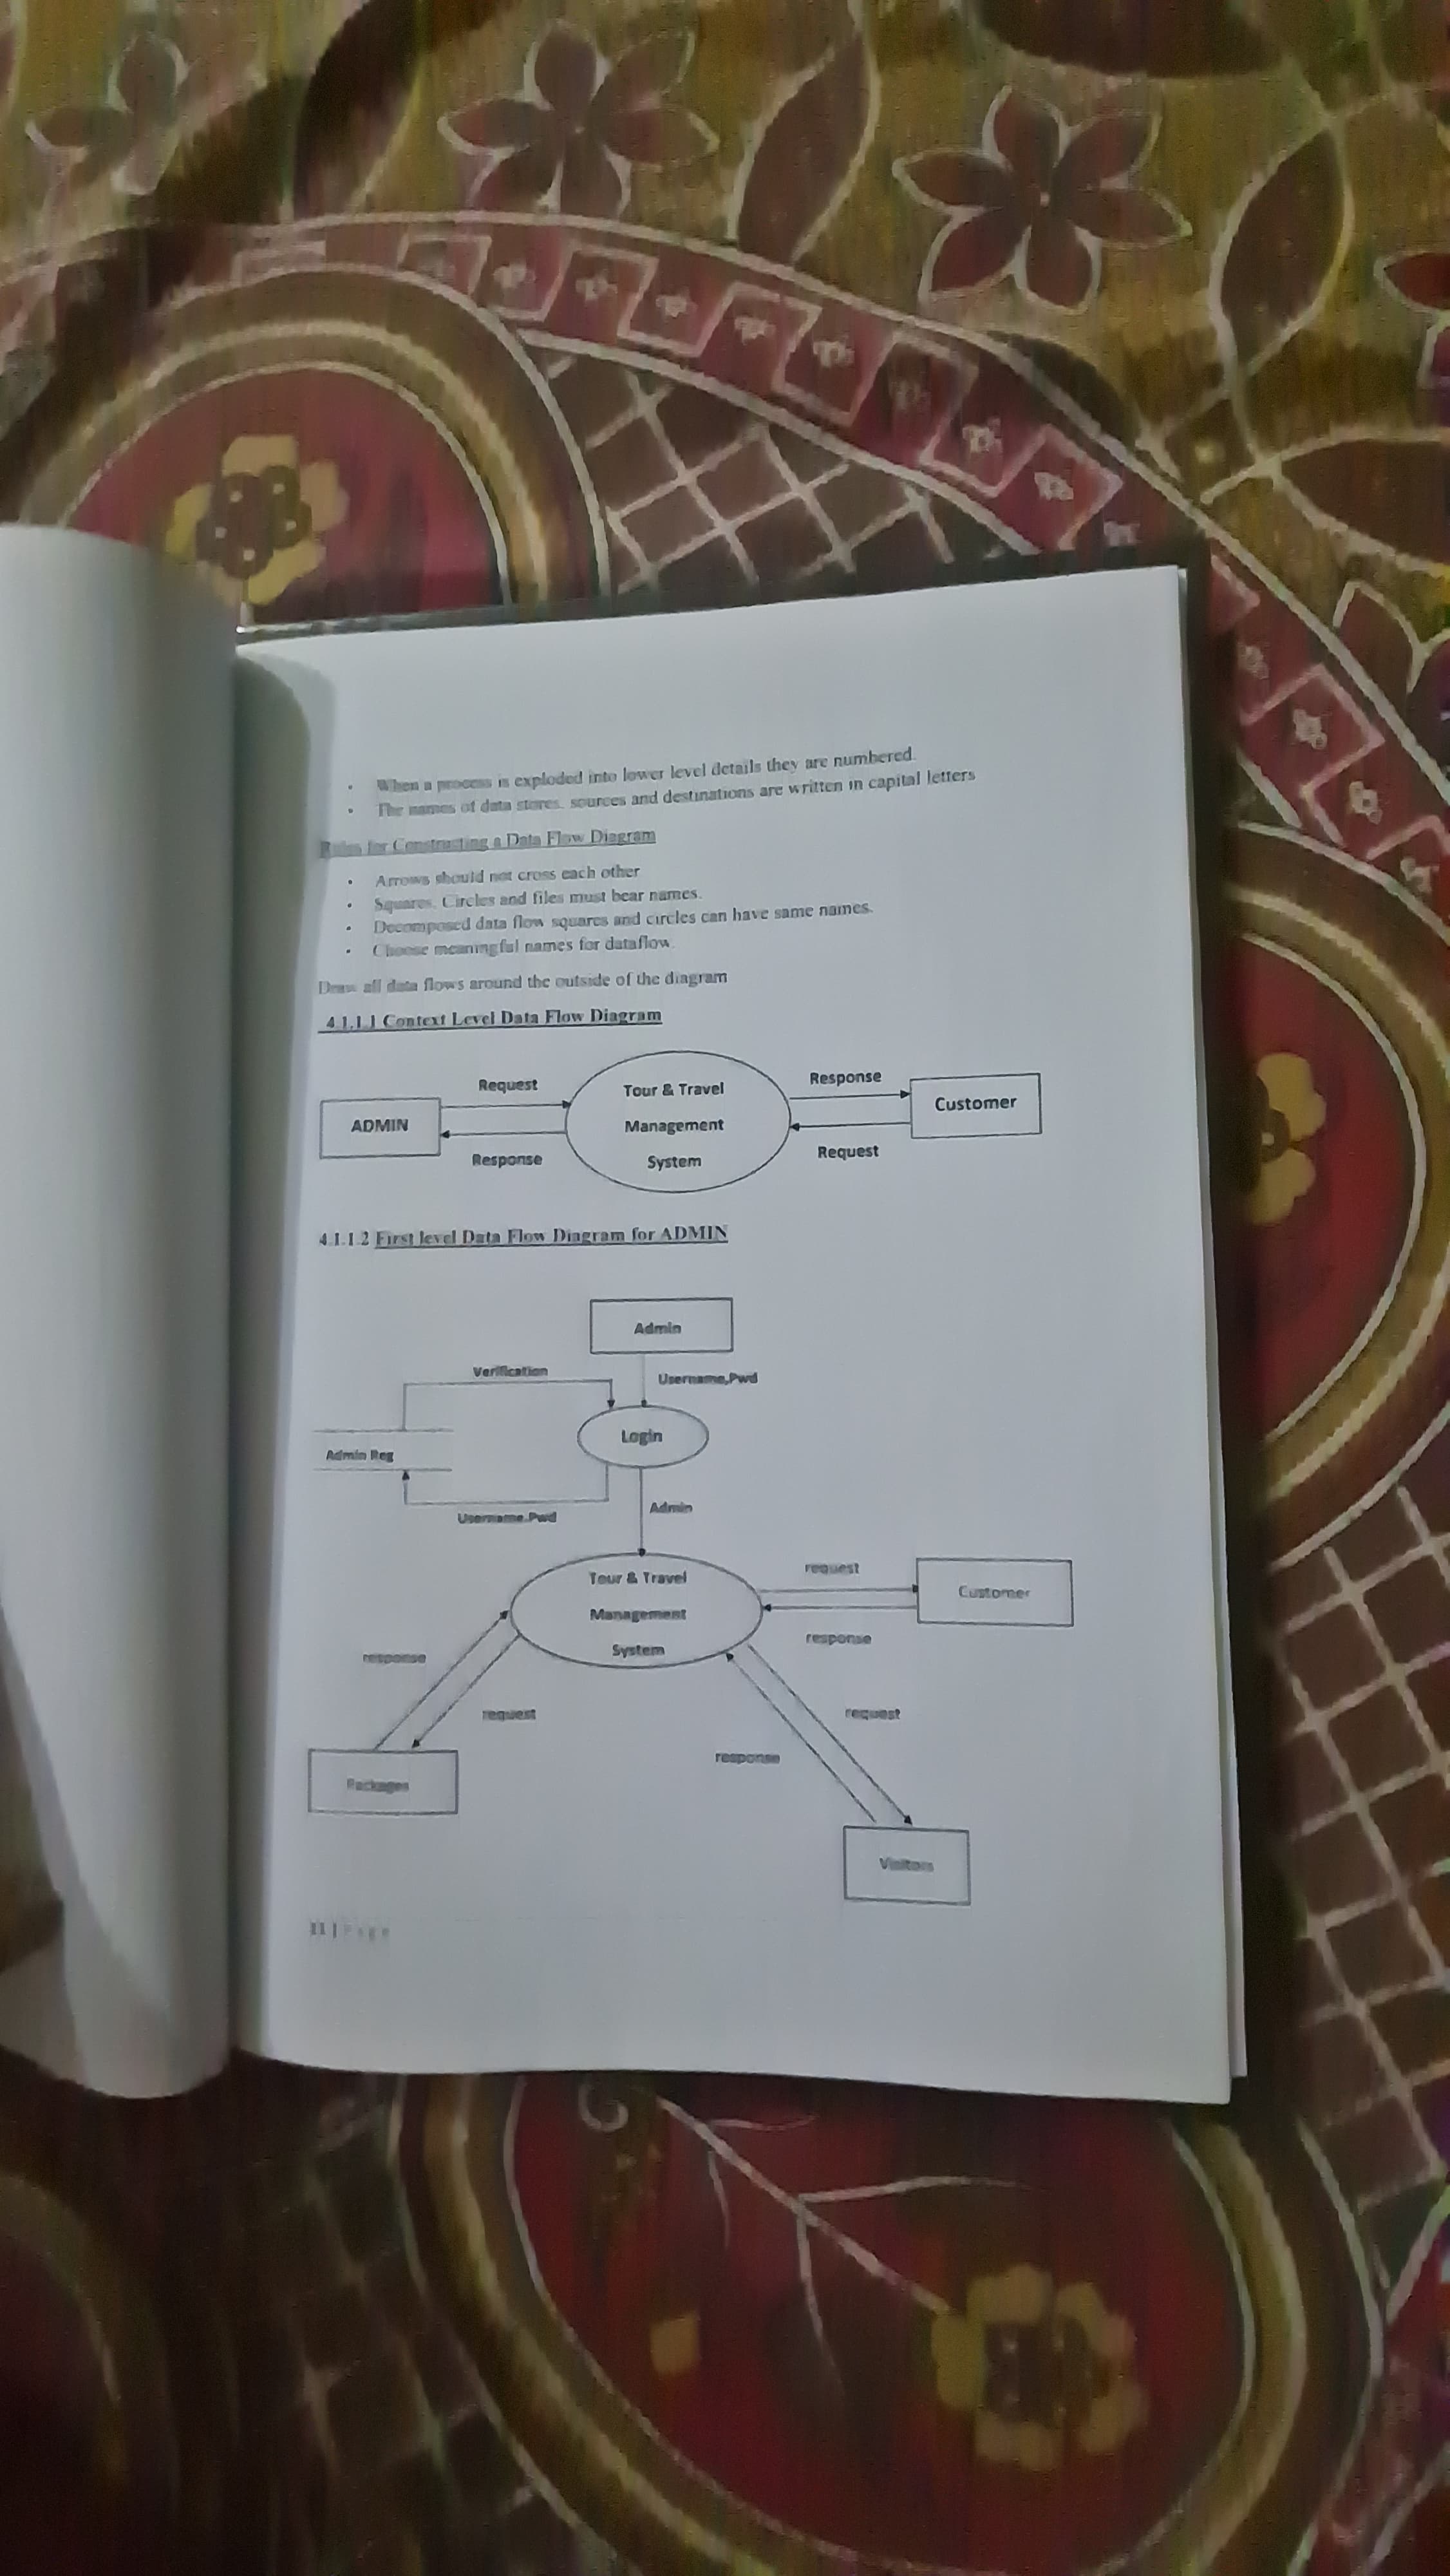 • When a process is exploded into lower level details they are numbered.
• The names of data stores, sources and destinations are written in capital letters
Rules for Constructing a Data Flow Diagram
• Arrows should not cross each other
• Squares, Circles and files must bear names.
• Decomposed data flow squares and circles can have same names.
• Choose meaningful names for dataflow.
Draw all data flows around the outside of the diagram
4.1.1.1 Context Level Data Flow Diagram
Request
Tour & Travel
Response
ADMIN
Management
Customer
Response
System
Request
4.1.1.2 First level Data Flow Diagram for ADMIN
Admin
Verification
Username,Pwd
Login
Admin Reg
Admin
Username,Pwd
Tour & Travel
request
Customer
Management
response
System
response
request
request
response
Packages
Visitors
11 | Page